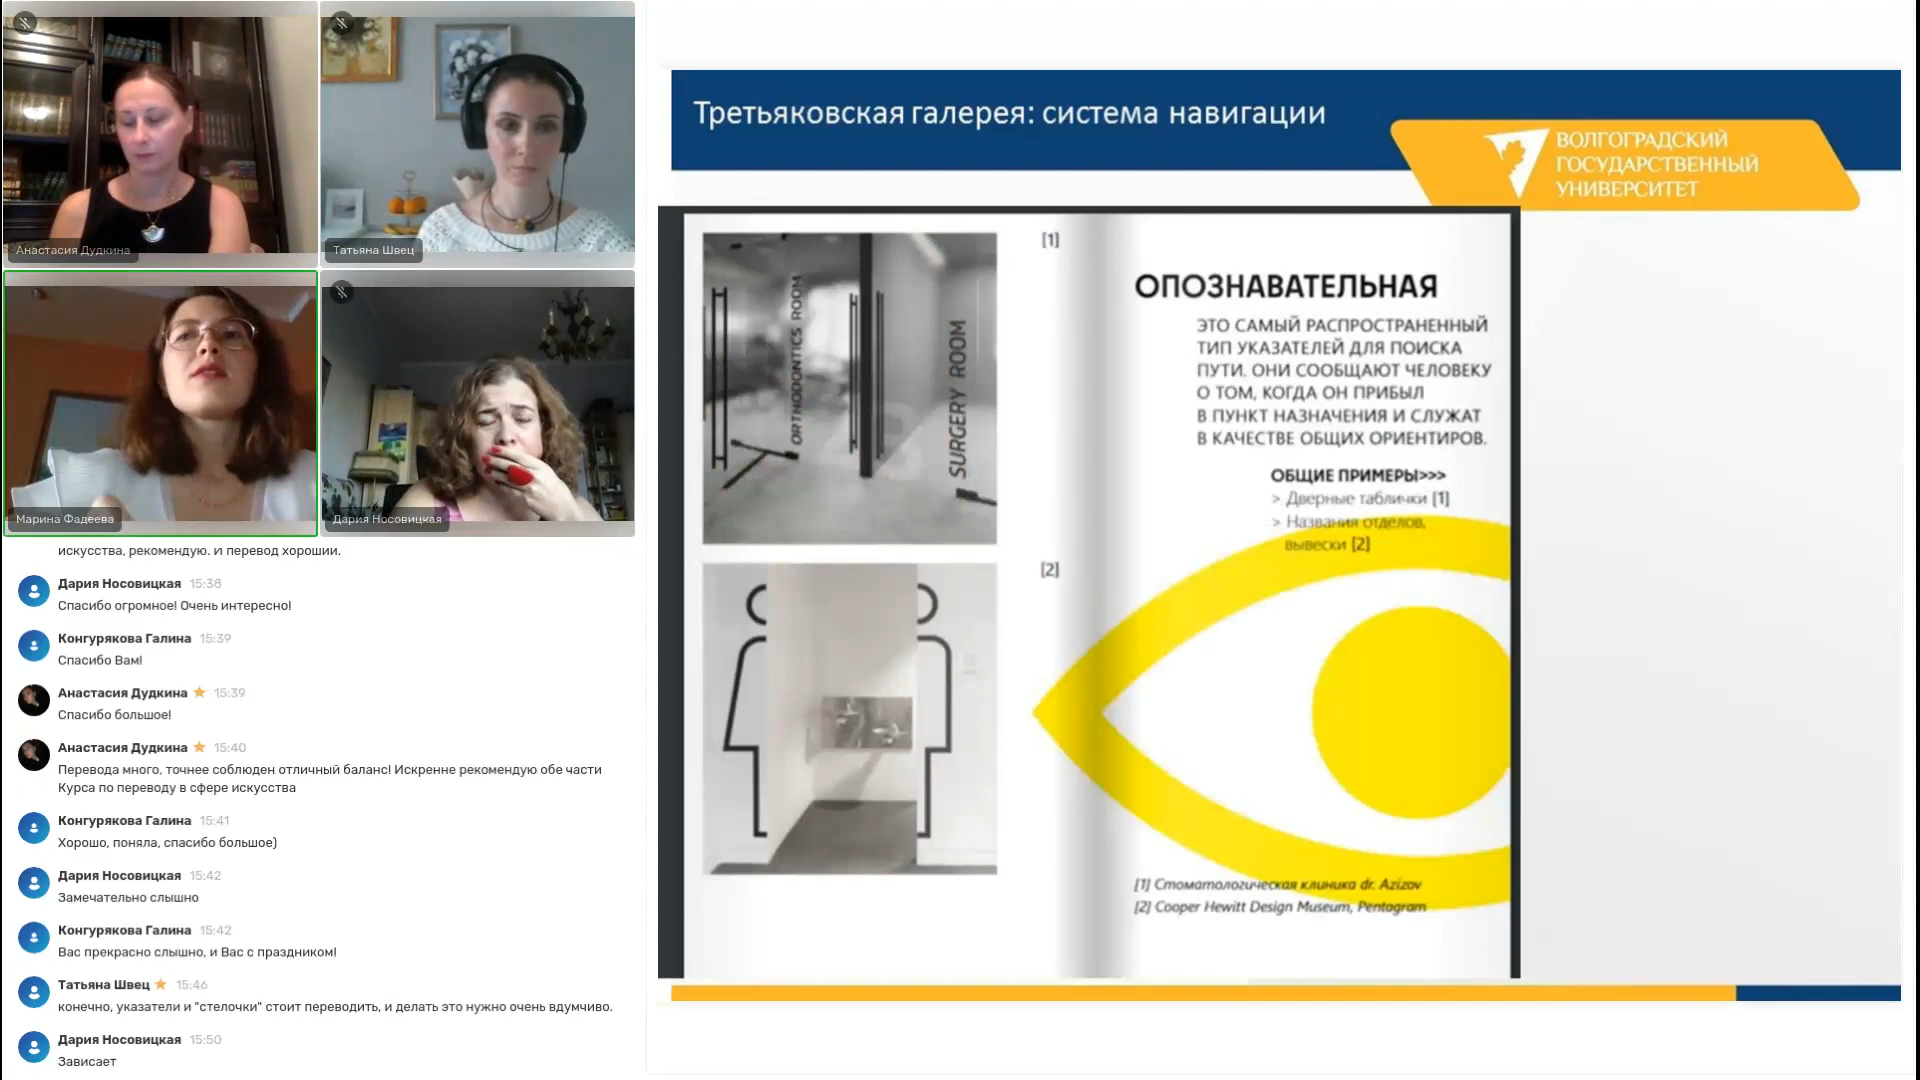 Анастасия Дудкина
Татьяна Швец
Марина Фадеева
Дария Носовицкая
искусства, рекомендую. И перевод хороший.
Дария Носовицкая 15:38
Спасибо огромное! Очень интересно!
Конгурякова Галина 15:39
Спасибо Вам!
Анастасия Дудкина 15:39
Спасибо большое!
Анастасия Дудкина 15:40
Перевода много, точнее соблюден отличный баланс! Искренне рекомендую обе части
Курса по переводу в сфере искусства
Конгурякова Галина 15:41
Хорошо, поняла, спасибо большое)
Дария Носовицкая 15:42
Замечательно слышно
Конгурякова Галина 15:42
Вас прекрасно слышно, и Вас с праздником!
Татьяна Швец 15:46
конечно, указатели и "стелочки" стоит переводить, и делать это нужно очень вдумчиво.
Дария Носовицкая 15:50
Зависает
Третьяковская галерея: система навигации
ВОЛГОГРАДСКИЙ
ГОСУДАРСТВЕННЫЙ
УНИВЕРСИТЕТ
ORTHODONTICS ROOM
SURGERY ROOM
[1]
[2]
ОПОЗНАВАТЕЛЬНАЯ
ЭТО САМЫЙ РАСПРОСТРАНЕННЫЙ
ТИП УКАЗАТЕЛЕЙ ДЛЯ ПОИСКА
ПУТИ. ОНИ СООБЩАЮТ ЧЕЛОВЕКУ
О ТОМ, КОГДА ОН ПРИБЫЛ
В ПУНКТ НАЗНАЧЕНИЯ И СЛУЖАТ
В КАЧЕСТВЕ ОБЩИХ ОРИЕНТИРОВ.
ОБЩИЕ ПРИМЕРЫ>>>
> Дверные таблички [1]
> Названия отделов,
вывески [2]
[1] Стоматологическая клиника dr. Azizov
[2] Cooper Hewitt Design Museum, Pentagram